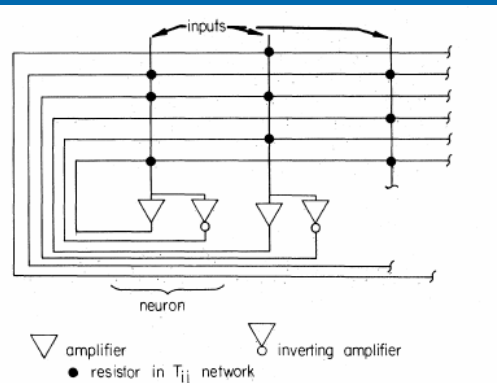 inputs
neuron
amplifier
inverting amplifier
resistor in Tij network